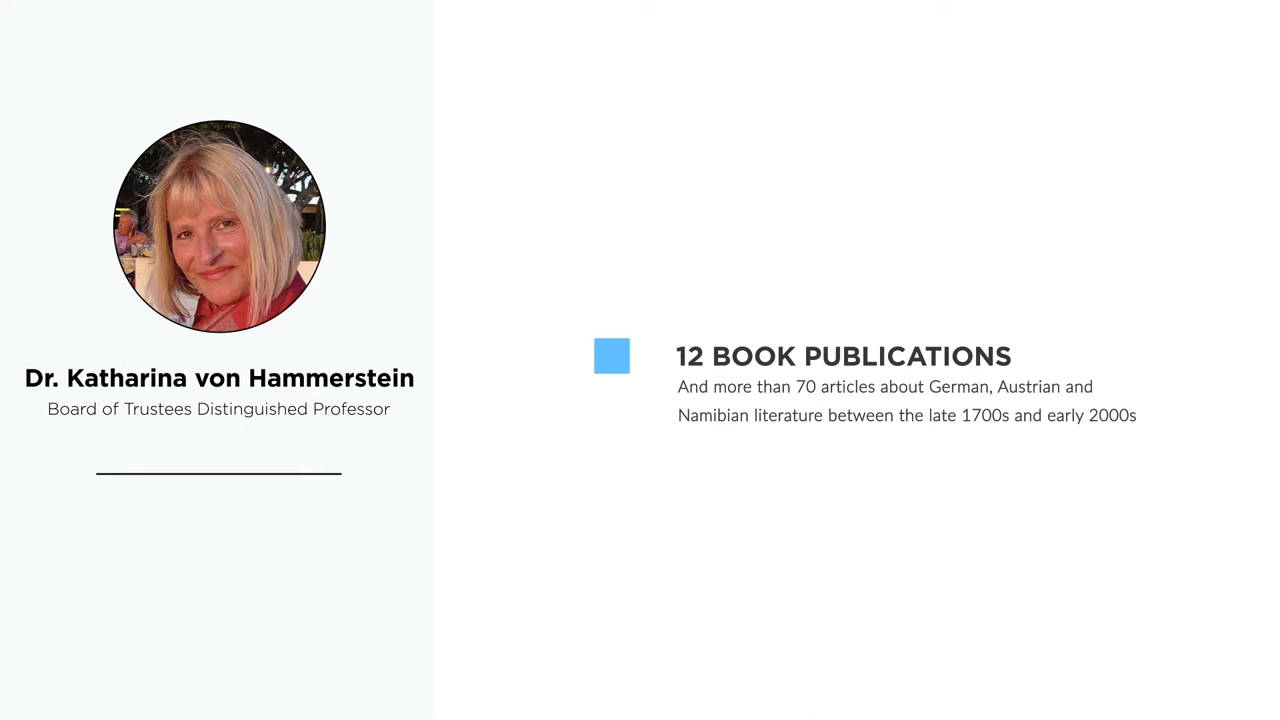 Dr. Katharina von Hammerstein
Board of Trustees Distinguished Professor
12 BOOK PUBLICATIONS
And more than 70 articles about German, Austrian and
Namibian literature between the late 1700s and early 2000s